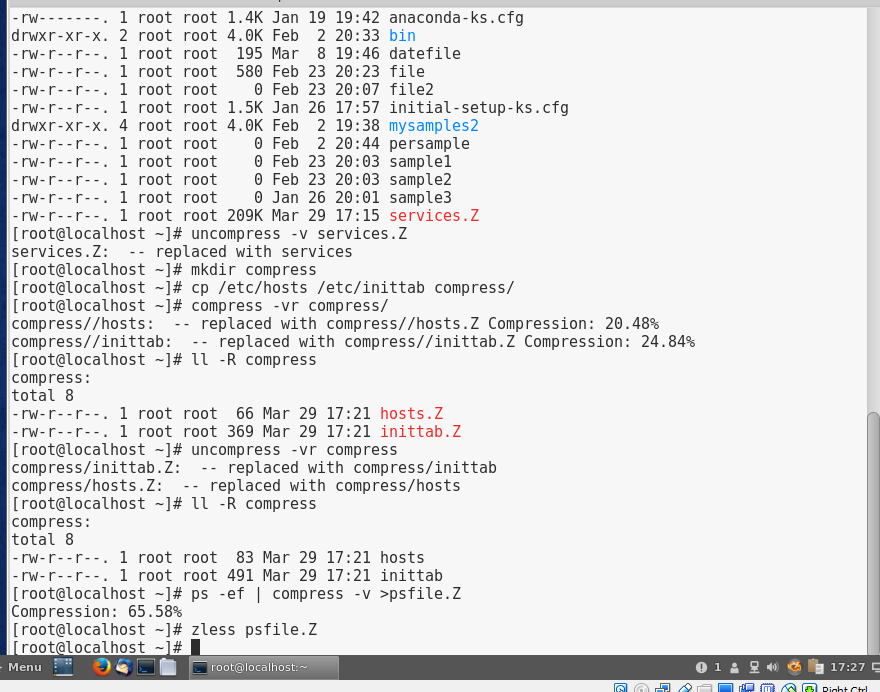 -rw-------. 1 root root 1.4K Jan 19 19:42 anaconda-ks.cfg
drwxr-xr-x. 2 root root 4.0K Feb  2 20:33 bin
-rw-r--r--. 1 root root  195 Mar  8 19:46 datefile
-rw-r--r--. 1 root root  580 Feb 23 20:23 file
-rw-r--r--. 1 root root    0 Feb 23 20:07 file2
-rw-r--r--. 1 root root 1.5K Jan 26 17:57 initial-setup-ks.cfg
drwxr-xr-x. 4 root root 4.0K Feb  2 19:38 mysamples2
-rw-r--r--. 1 root root    0 Feb  2 20:44 persample
-rw-r--r--. 1 root root    0 Feb 23 20:03 sample1
-rw-r--r--. 1 root root    0 Feb 23 20:03 sample2
-rw-r--r--. 1 root root    0 Jan 26 20:01 sample3
-rw-r--r--. 1 root root 209K Mar 29 17:15 services.Z
[root@localhost ~]# uncompress -v services.Z
services.Z:  -- replaced with services
[root@localhost ~]# mkdir compress
[root@localhost ~]# cp /etc/hosts /etc/inittab compress/
[root@localhost ~]# compress -vr compress/
compress//hosts:  -- replaced with compress//hosts.Z Compression: 20.48%
compress//inittab:  -- replaced with compress//inittab.Z Compression: 24.84%
[root@localhost ~]# ll -R compress
compress:
total 8
-rw-r--r--. 1 root root  66 Mar 29 17:21 hosts.Z
-rw-r--r--. 1 root root 369 Mar 29 17:21 inittab.Z
[root@localhost ~]# uncompress -vr compress
compress/inittab.Z:  -- replaced with compress/inittab
compress/hosts.Z:  -- replaced with compress/hosts
[root@localhost ~]# ll -R compress
compress:
total 8
-rw-r--r--. 1 root root  83 Mar 29 17:21 hosts
-rw-r--r--. 1 root root 491 Mar 29 17:21 inittab
[root@localhost ~]# ps -ef | compress -v >psfile.Z
Compression: 65.58%
[root@localhost ~]# zless psfile.Z
[root@localhost ~]#
Menu root@localhost:~ 1 17:27
Right Ctrl